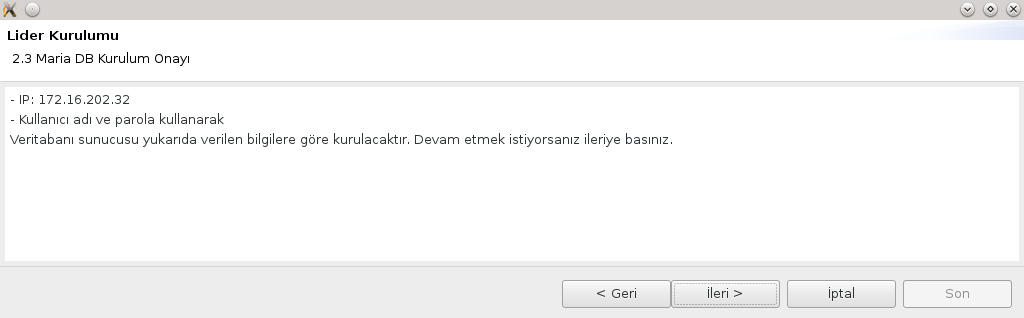 Lider Kurulumu
2.3 Maria DB Kurulum Onayı
- IP: 172.16.202.32
- Kullanıcı adı ve parola kullanarak
Veritabanı sunucusu yukarıda verilen bilgilere göre kurulacaktır. Devam etmek istiyorsanız ileriye basınız.
< Geri
İleri >
İptal
Son